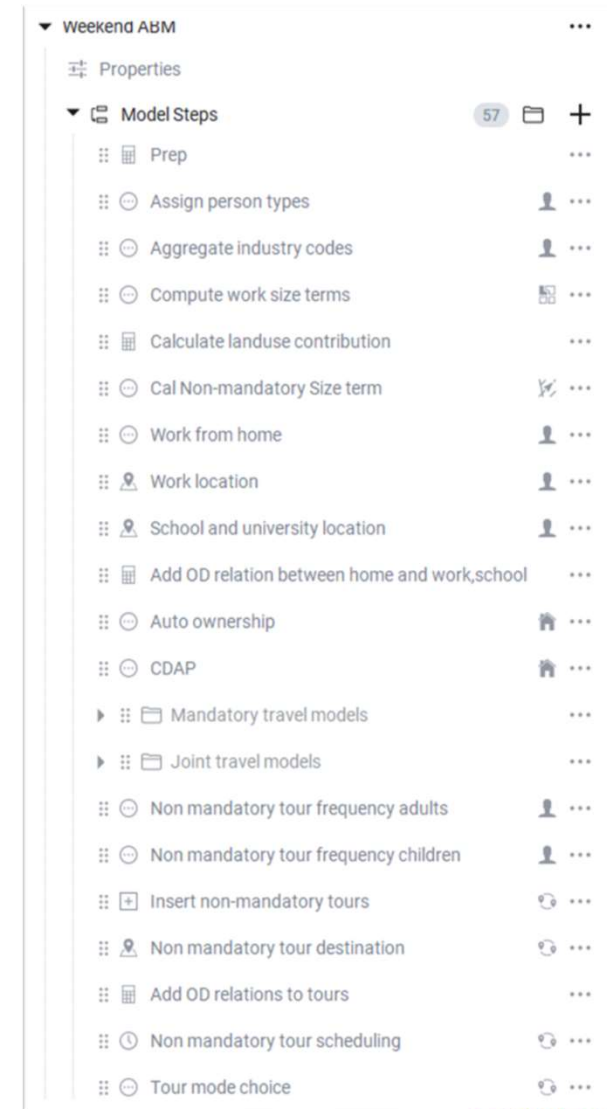 Weekend ABM
Properties
Model Steps 57
Prep
Assign person types
Aggregate industry codes
Compute work size terms
Calculate landuse contribution
Cal Non-mandatory Size term
Work from home
Work location
School and university location
Add OD relation between home and work,school
Auto ownership
CDAP
Mandatory travel models
Joint travel models
Non mandatory tour frequency adults
Non mandatory tour frequency children
Insert non-mandatory tours
Non mandatory tour destination
Add OD relations to tours
Non mandatory tour scheduling
Tour mode choice